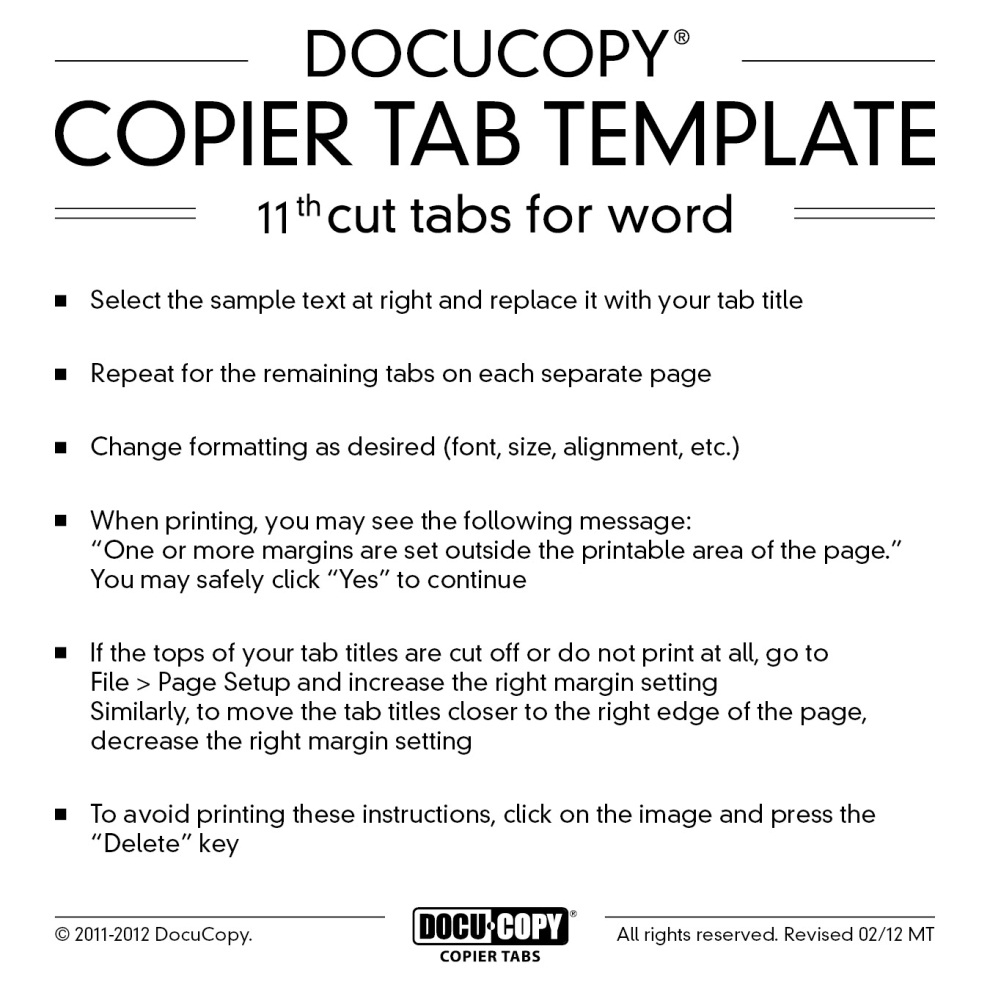 DOCUCOPY®
COPIER TAB TEMPLATE
11th cut tabs for word
■ Select the sample text at right and replace it with your tab title
■ Repeat for the remaining tabs on each separate page
■ Change formatting as desired (font, size, alignment, etc.)
■ When printing, you may see the following message:
“One or more margins are set outside the printable area of the page.”
You may safely click “Yes” to continue
■ If the tops of your tab titles are cut off or do not print at all, go to
File > Page Setup and increase the right margin setting
Similarly, to move the tab titles closer to the right edge of the page,
decrease the right margin setting
■ To avoid printing these instructions, click on the image and press the
“Delete” key
© 2011-2012 DocuCopy.
DOCU•COPY®
COPIER TABS
All rights reserved. Revised 02/12 MT